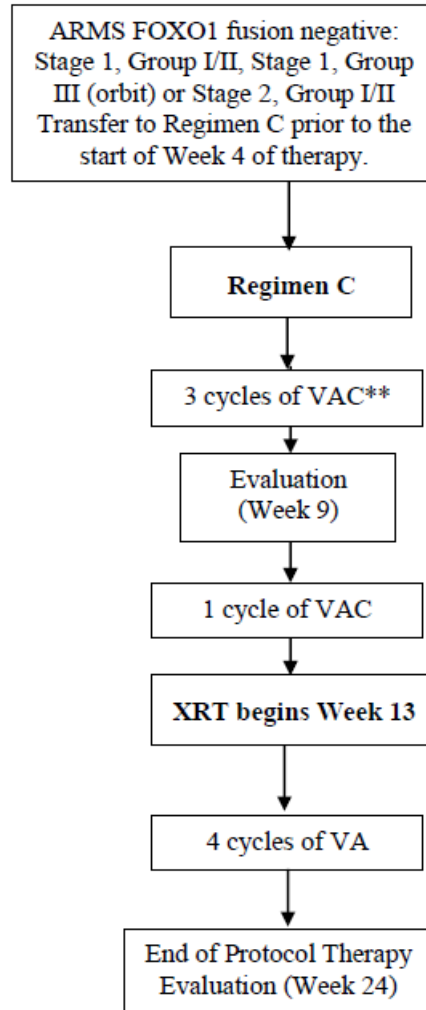 ARMS FOXO1 fusion negative:
Stage 1, Group I/II, Stage 1, Group
III (orbit) or Stage 2, Group I/II
Transfer to Regimen C prior to the
start of Week 4 of therapy.
Regimen C
3 cycles of VAC**
Evaluation
(Week 9)
1 cycle of VAC
XRT begins Week 13
4 cycles of VA
End of Protocol Therapy
Evaluation (Week 24)